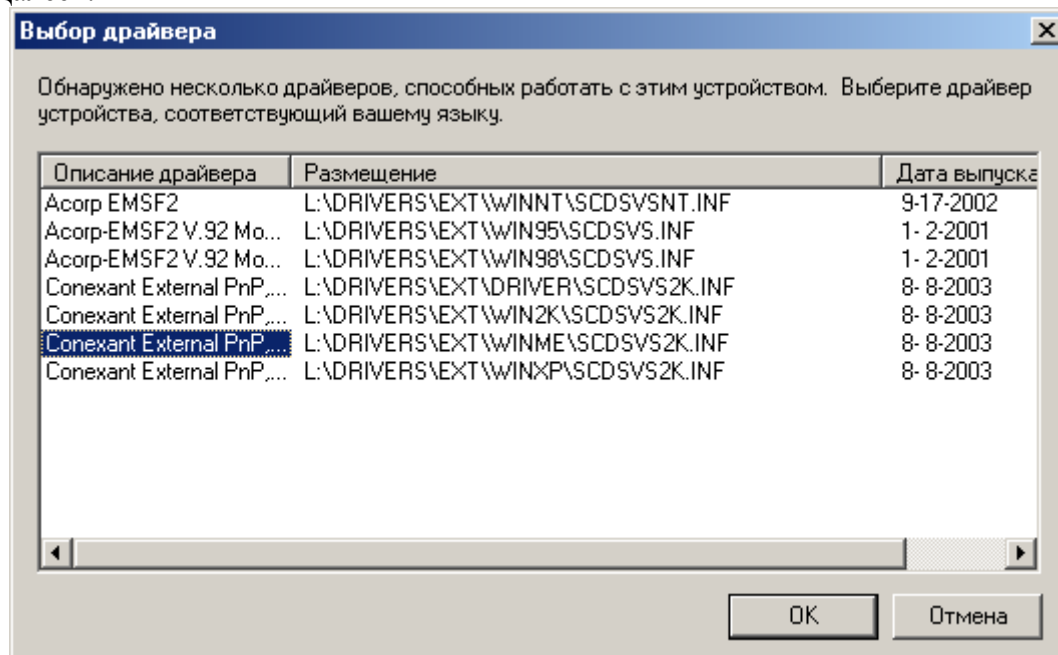 Выбор драйвера
Обнаружено несколько драйверов, способных работать с этим устройством. Выберите драйвер
устройства, соответствующий вашему языку.
Описание драйвера Размещение Дата выпуска
Acorp EMSF2 L:\DRIVERS\EXT\WINNT\SCDSVSNT.INF 9-17-2002
Acorp-EMSF2 V.92 Mo... L:\DRIVERS\EXT\WIN95\SCDSVS.INF 1- 2-2001
Acorp-EMSF2 V.92 Mo... L:\DRIVERS\EXT\WIN98\SCDSVS.INF 1- 2-2001
Conexant External PnP,... L:\DRIVERS\EXT\DRIVER\SCDSVS2K.INF 8- 8-2003
Conexant External PnP,... L:\DRIVERS\EXT\WIN2K\SCDSVS2K.INF 8- 8-2003
Conexant External PnP,... L:\DRIVERS\EXT\WINME\SCDSVS2K.INF 8- 8-2003
Conexant External PnP,... L:\DRIVERS\EXT\WINXP\SCDSVS2K.INF 8- 8-2003
OK Отмена